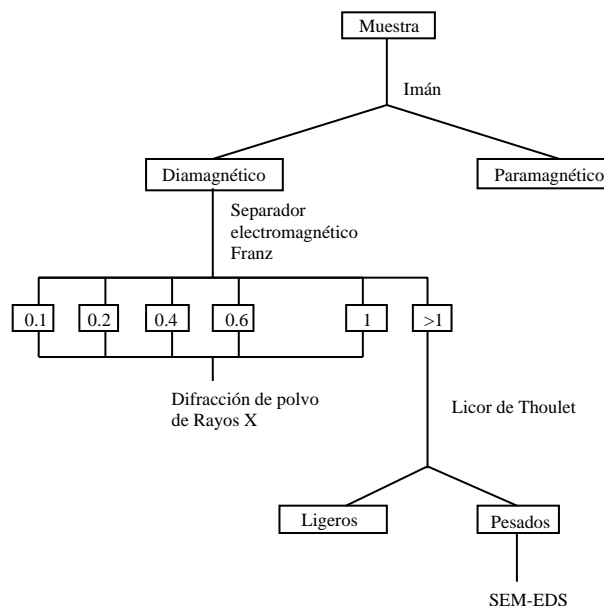 Muestra
Imán
Diamagnético
Paramagnético
Separador
electromagnético
Franz
0.1
0.2
0.4
0.6
1
>1
Difracción de polvo
de Rayos X
Licor de Thoulet
Ligeros
Pesados
SEM-EDS